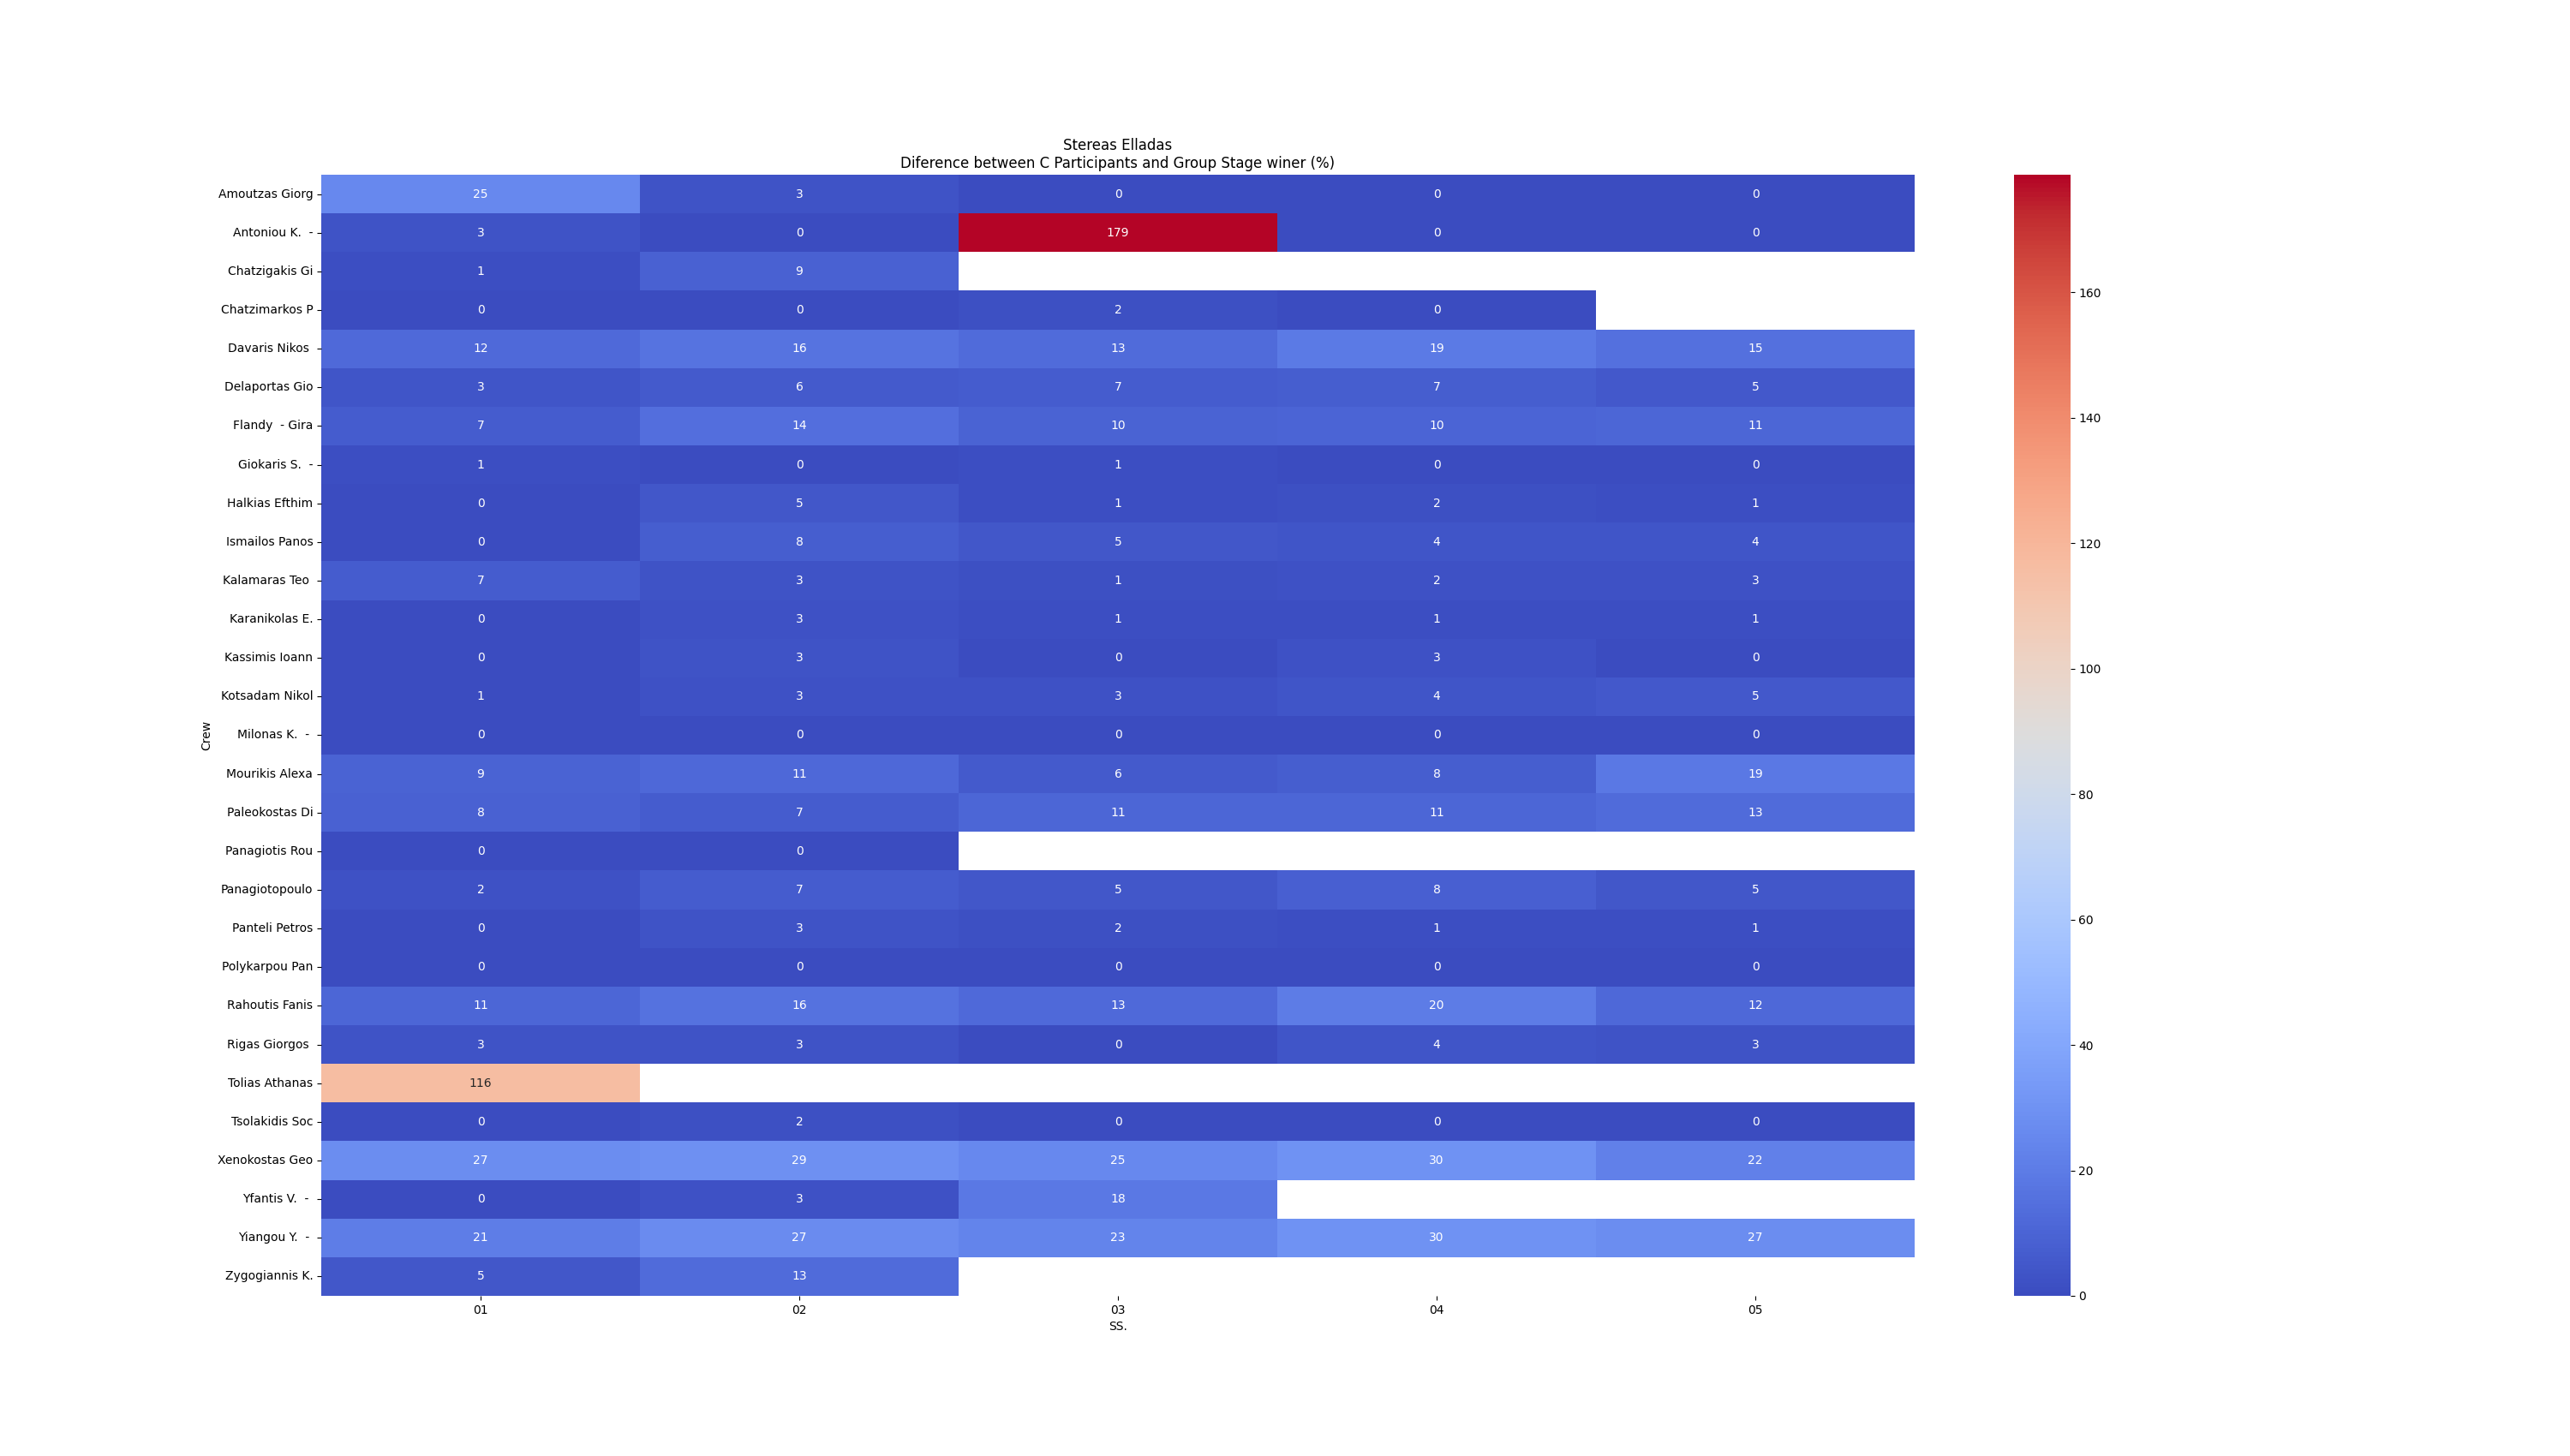 Stereas Elladas
Diference between C Participants and Group Stage winer (%)
Amoutzas Giorg 25 3 0 0 0
Antoniou K.  - 3 0 179 0 0
Chatzigakis Gi 1 9
Chatzimarkos P 0 0 2 0
Davaris Nikos 12 16 13 19 15
Delaportas Gio 3 6 7 7 5
Flandy  - Gira 7 14 10 10 11
Giokaris S.  - 1 0 1 0 0
Halkias Efthim 0 5 1 2 1
Ismailos Panos 0 8 5 4 4
Kalamaras Teo 7 3 1 2 3
Karanikolas E. 0 3 1 1 1
Kassimis Ioann 0 3 0 3 0
Kotsadam Nikol 1 3 3 4 5
Milonas K.  - 0 0 0 0 0
Mourikis Alexa 9 11 6 8 19
Paleokostas Di 8 7 11 11 13
Panagiotis Rou 0 0
Panagiotopoulo 2 7 5 8 5
Panteli Petros 0 3 2 1 1
Polykarpou Pan 0 0 0 0 0
Rahoutis Fanis 11 16 13 20 12
Rigas Giorgos 3 3 0 4 3
Tolias Athanas 116
Tsolakidis Soc 0 2 0 0 0
Xenokostas Geo 27 29 25 30 22
Yfantis V.  - 0 3 18
Yiangou Y.  - 21 27 23 30 27
Zygogiannis K. 5 13
Crew
01 02 03 04 05
SS.
160
140
120
100
80
60
40
20
0